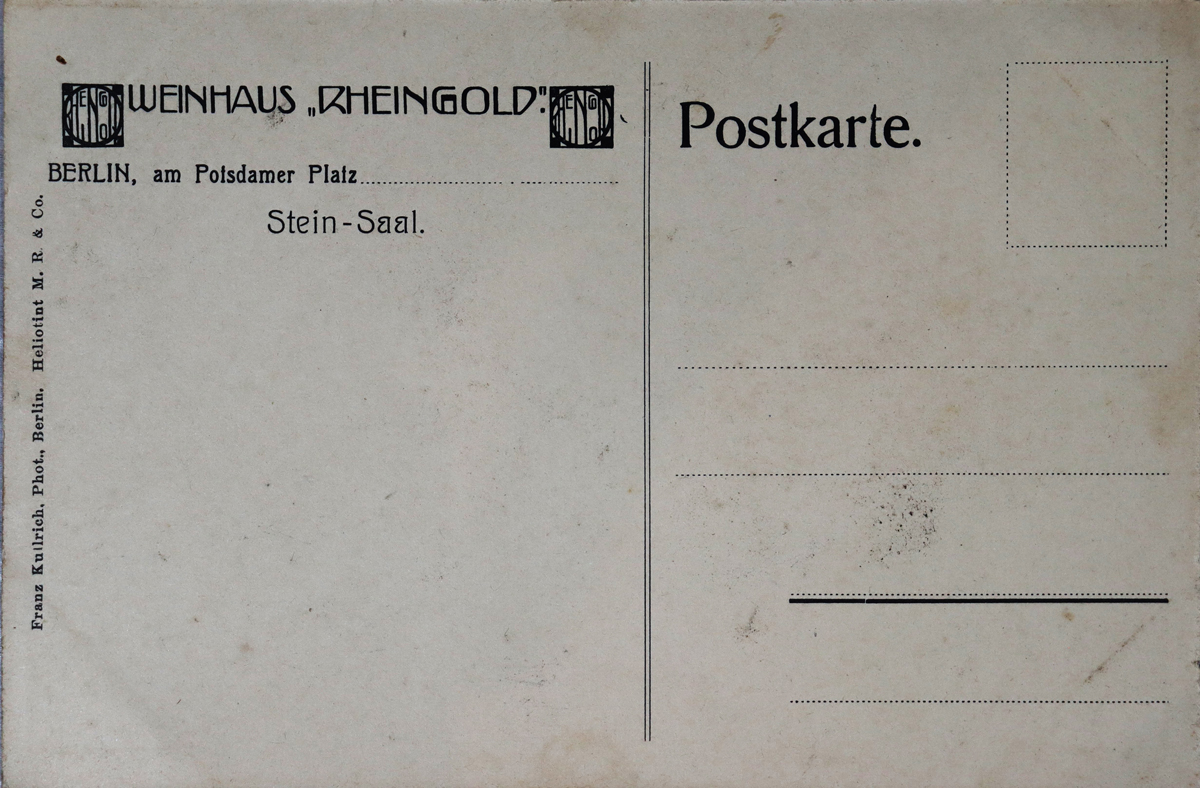 WEINHAUS „RHEINGOLD".
BERLIN, am Potsdamer Platz
Stein-Saal.
Franz Kullrich, Phot., Berlin. Heliotint M. R. & Co.
Postkarte.